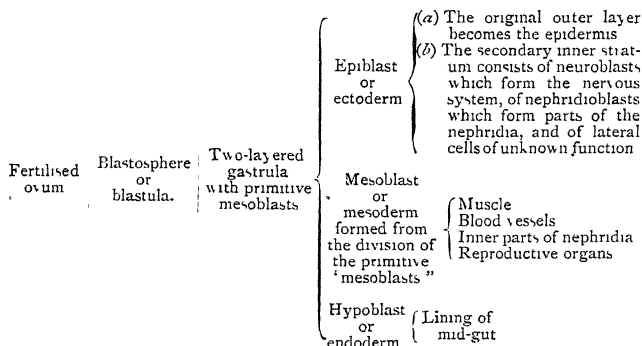 Fertilised
ovum
Blastosphere
or
blastula.
Two-layered
gastrula
with primitive
mesoblasts
Epiblast
or
ectoderm
(a) The original outer layer
becomes the epidermis
(b) The secondary inner strat-
um consists of neuroblasts
which form the nervous
system, of nephridioblasts
which form parts of the
nephridia, and of lateral
cells of unknown function
Mesoblast
or
mesoderm
formed from
the division of
the primitive
"mesoblasts"
Muscle
Blood vessels
Inner parts of nephridia
Reproductive organs
Hypoblast
or
endoderm
Lining of
mid-gut